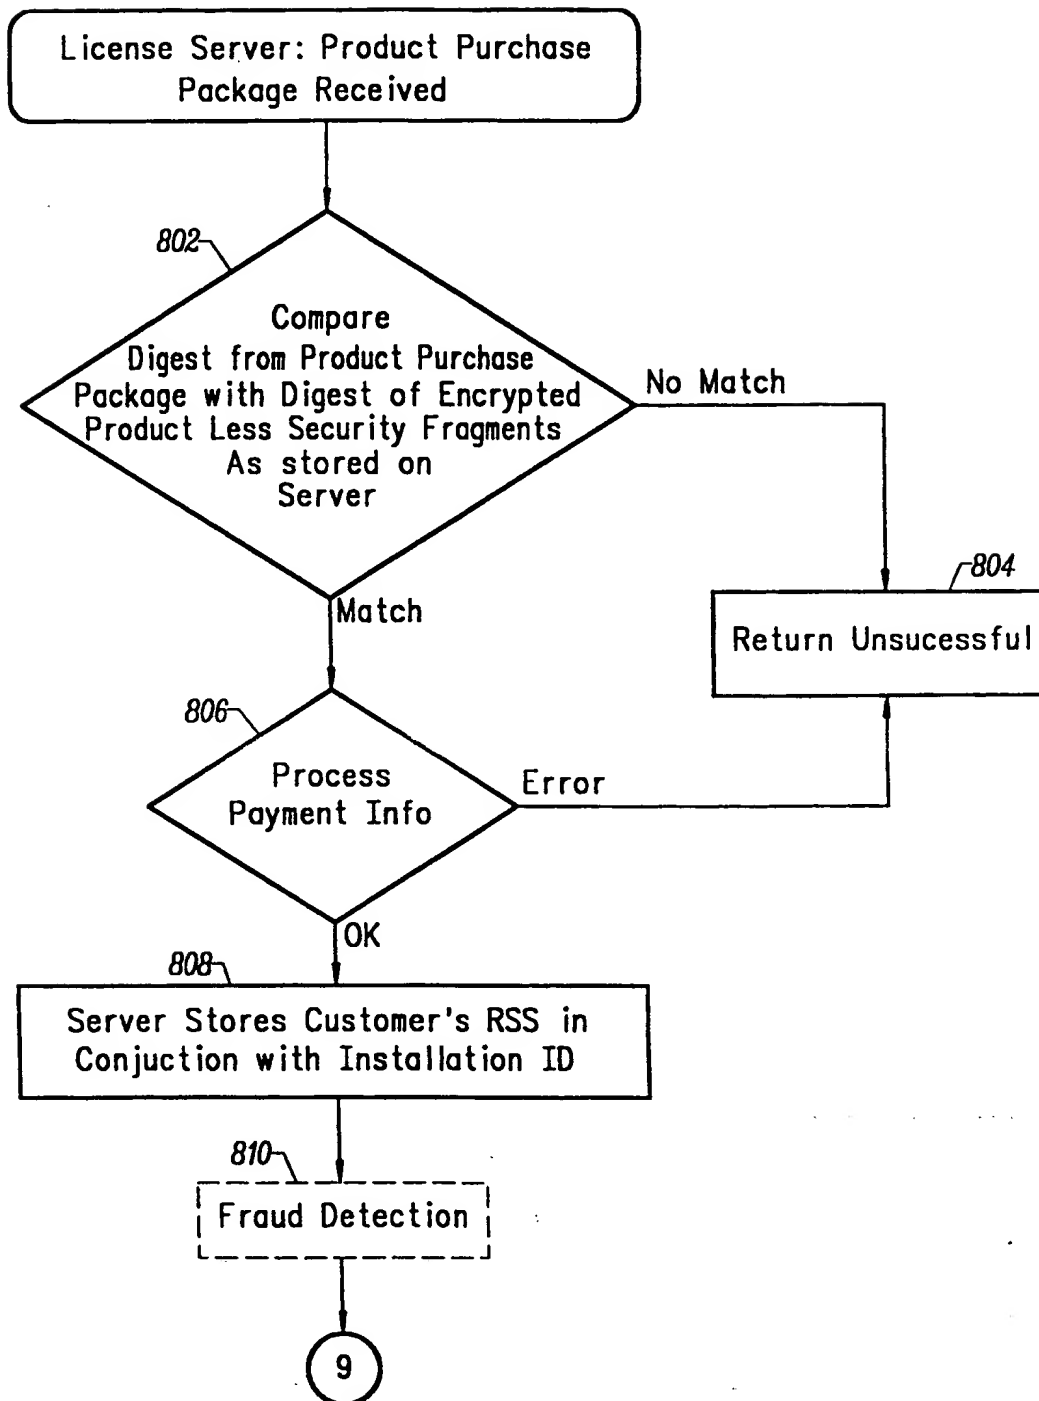 License Server: Product Purchase
Package Received
802
Compare
Digest from Product Purchase
Package with Digest of Encrypted
Product Less Security Fragments
As stored on
Server
No Match
Match
804
Return Unsucessful
806
Process
Payment Info
Error
OK
808
Server Stores Customer's RSS in
Conjuction with Installation ID
810
Fraud Detection
9